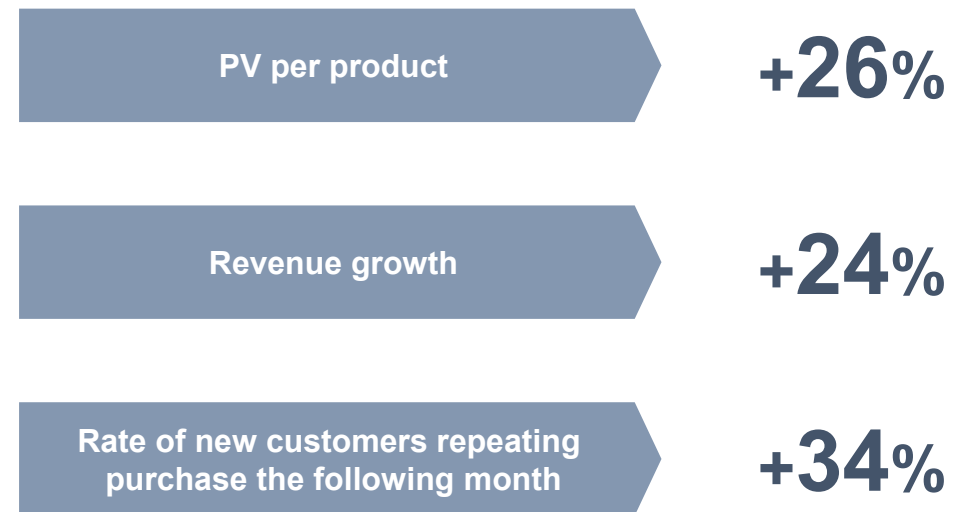 PV per product
+26%
Revenue growth
+24%
Rate of new customers repeating
purchase the following month
+34%